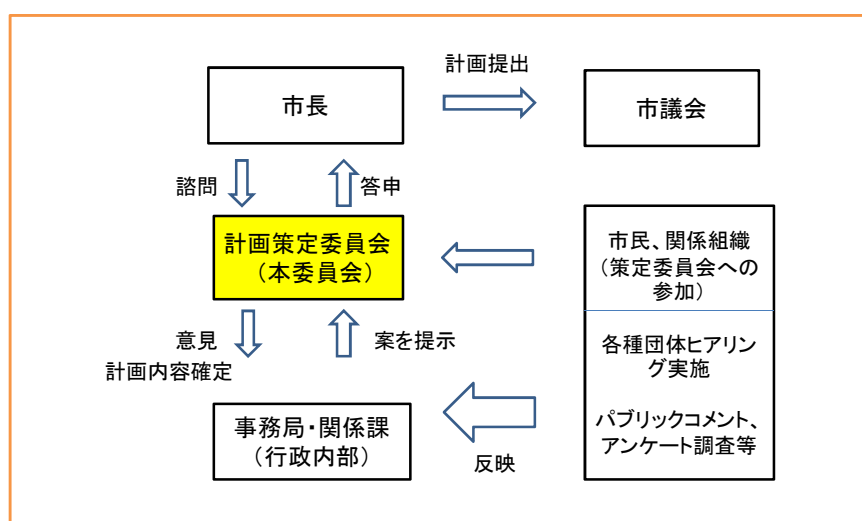 計画提出
市長
市議会
諮問
答申
計画策定委員会
（本委員会）
市民、関係組織
（策定委員会への
参加）
意見
計画内容確定
案を提示
各種団体ヒアリン
グ実施
事務局・関係課
（行政内部）
反映
パブリックコメント、
アンケート調査等